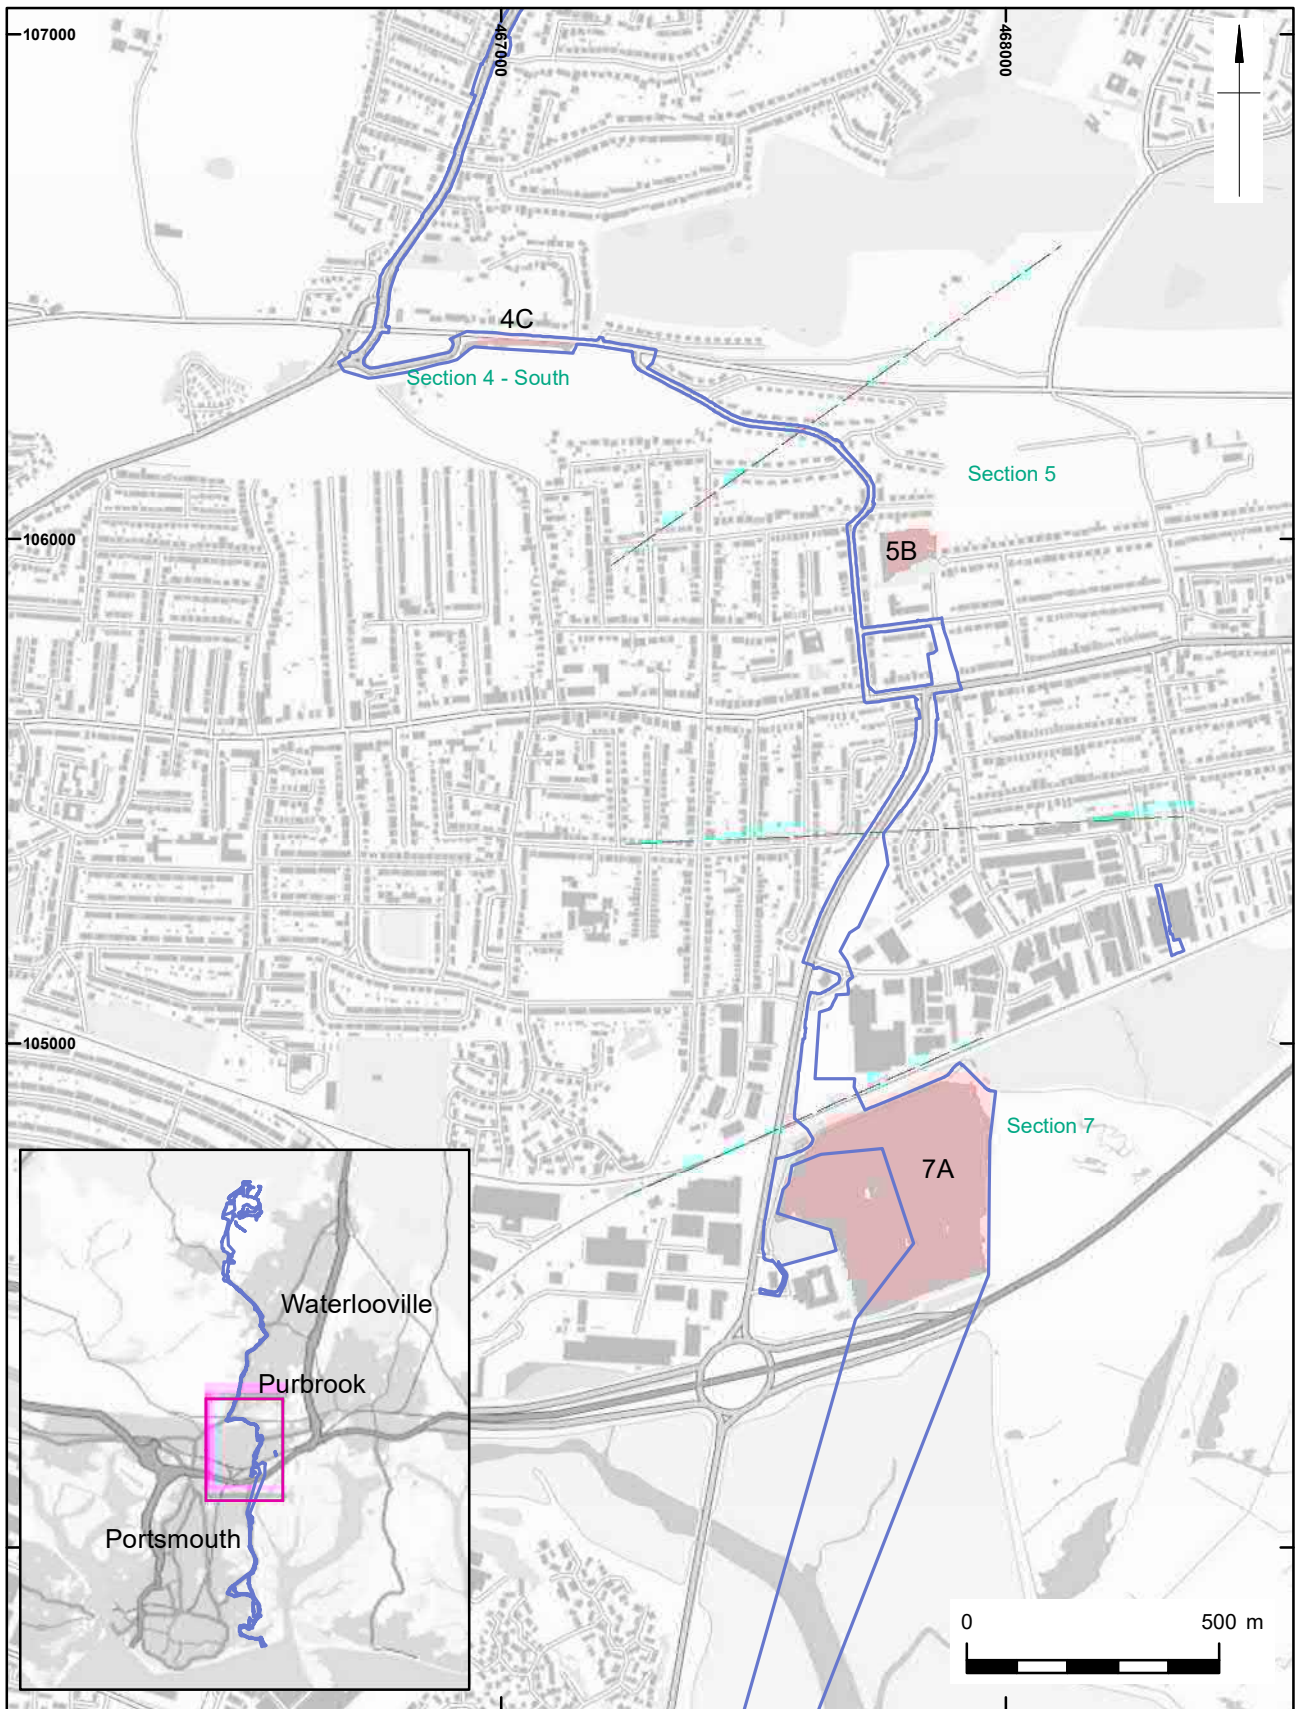 107000
467000
468000
4C
Section 4 - South
Section 5
106000
5B
105000
Section 7
7A
Waterlooville
Purbrook
Portsmouth
0 500 m